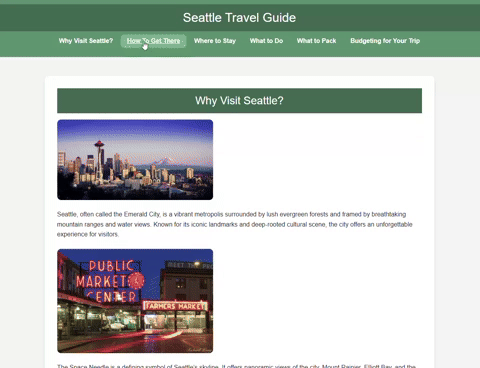 Seattle Travel Guide
Why Visit Seattle? How To Get There Where to Stay What to Do What to Pack Budgeting for Your Trip
Why Visit Seattle?
Seattle, often called the Emerald City, is a vibrant metropolis surrounded by lush evergreen forests and framed by breathtaking
mountain ranges and water views. Known for its iconic landmarks and deep-rooted cultural scene, the city offers an unforgettable
experience for visitors.
PUBLIC
MARKET
CENTER
MEET THE
FARMERS MARKET
The Space Needle is a defining symbol of Seattle's skyline. It offers panoramic views of the city, Mount Rainier, Elliott Bay, and the